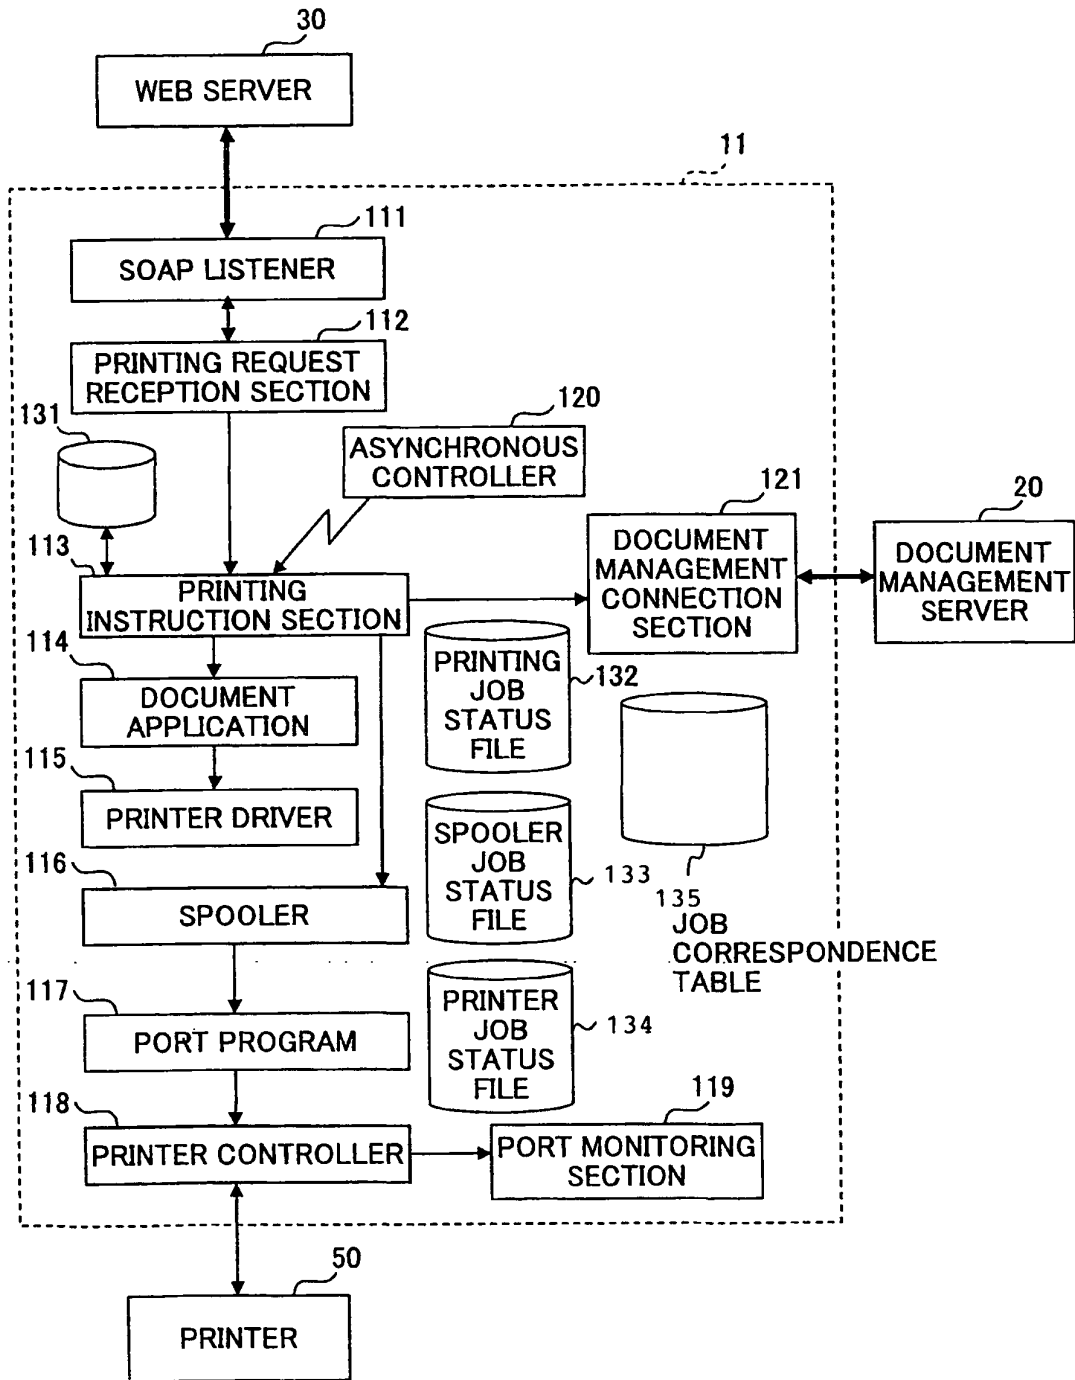 30
WEB SERVER
11
111
SOAP LISTENER
112
PRINTING REQUEST
RECEPTION SECTION
131
120
ASYNCHRONOUS
CONTROLLER
121
DOCUMENT
MANAGEMENT
CONNECTION
SECTION
20
DOCUMENT
MANAGEMENT
SERVER
113
PRINTING
INSTRUCTION SECTION
114
DOCUMENT
APPLICATION
PRINTING
JOB
STATUS
FILE
132
115
PRINTER DRIVER
116
SPOOLER
SPOOLER
JOB
STATUS
FILE
133
135
JOB
CORRESPONDENCE
TABLE
117
PORT PROGRAM
PRINTER
JOB
STATUS
FILE
134
118
PRINTER CONTROLLER
119
PORT MONITORING
SECTION
50
PRINTER